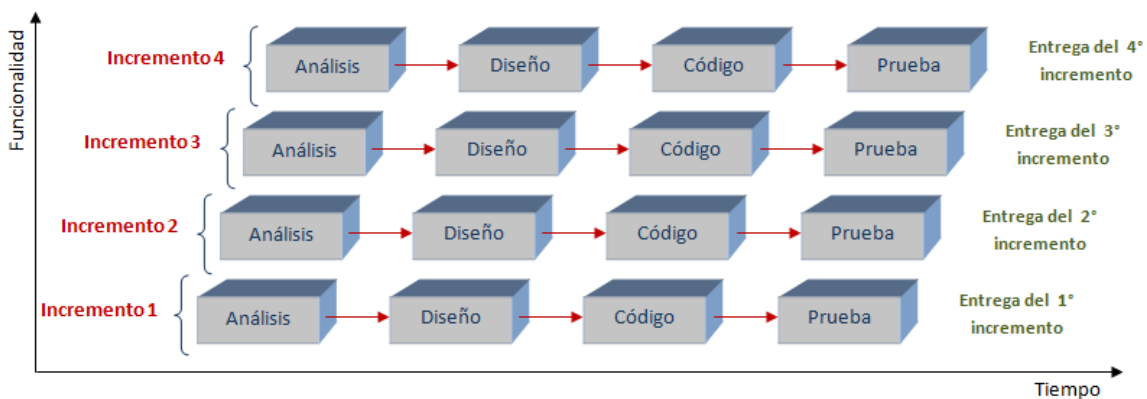 Funcionalidad
Incremento 4
Análisis
Diseño
Código
Prueba
Entrega del 4°
incremento
Incremento 3
Análisis
Diseño
Código
Prueba
Entrega del 3°
incremento
Incremento 2
Análisis
Diseño
Código
Prueba
Entrega del 2°
incremento
Incremento 1
Análisis
Diseño
Código
Prueba
Entrega del 1°
incremento
Tiempo